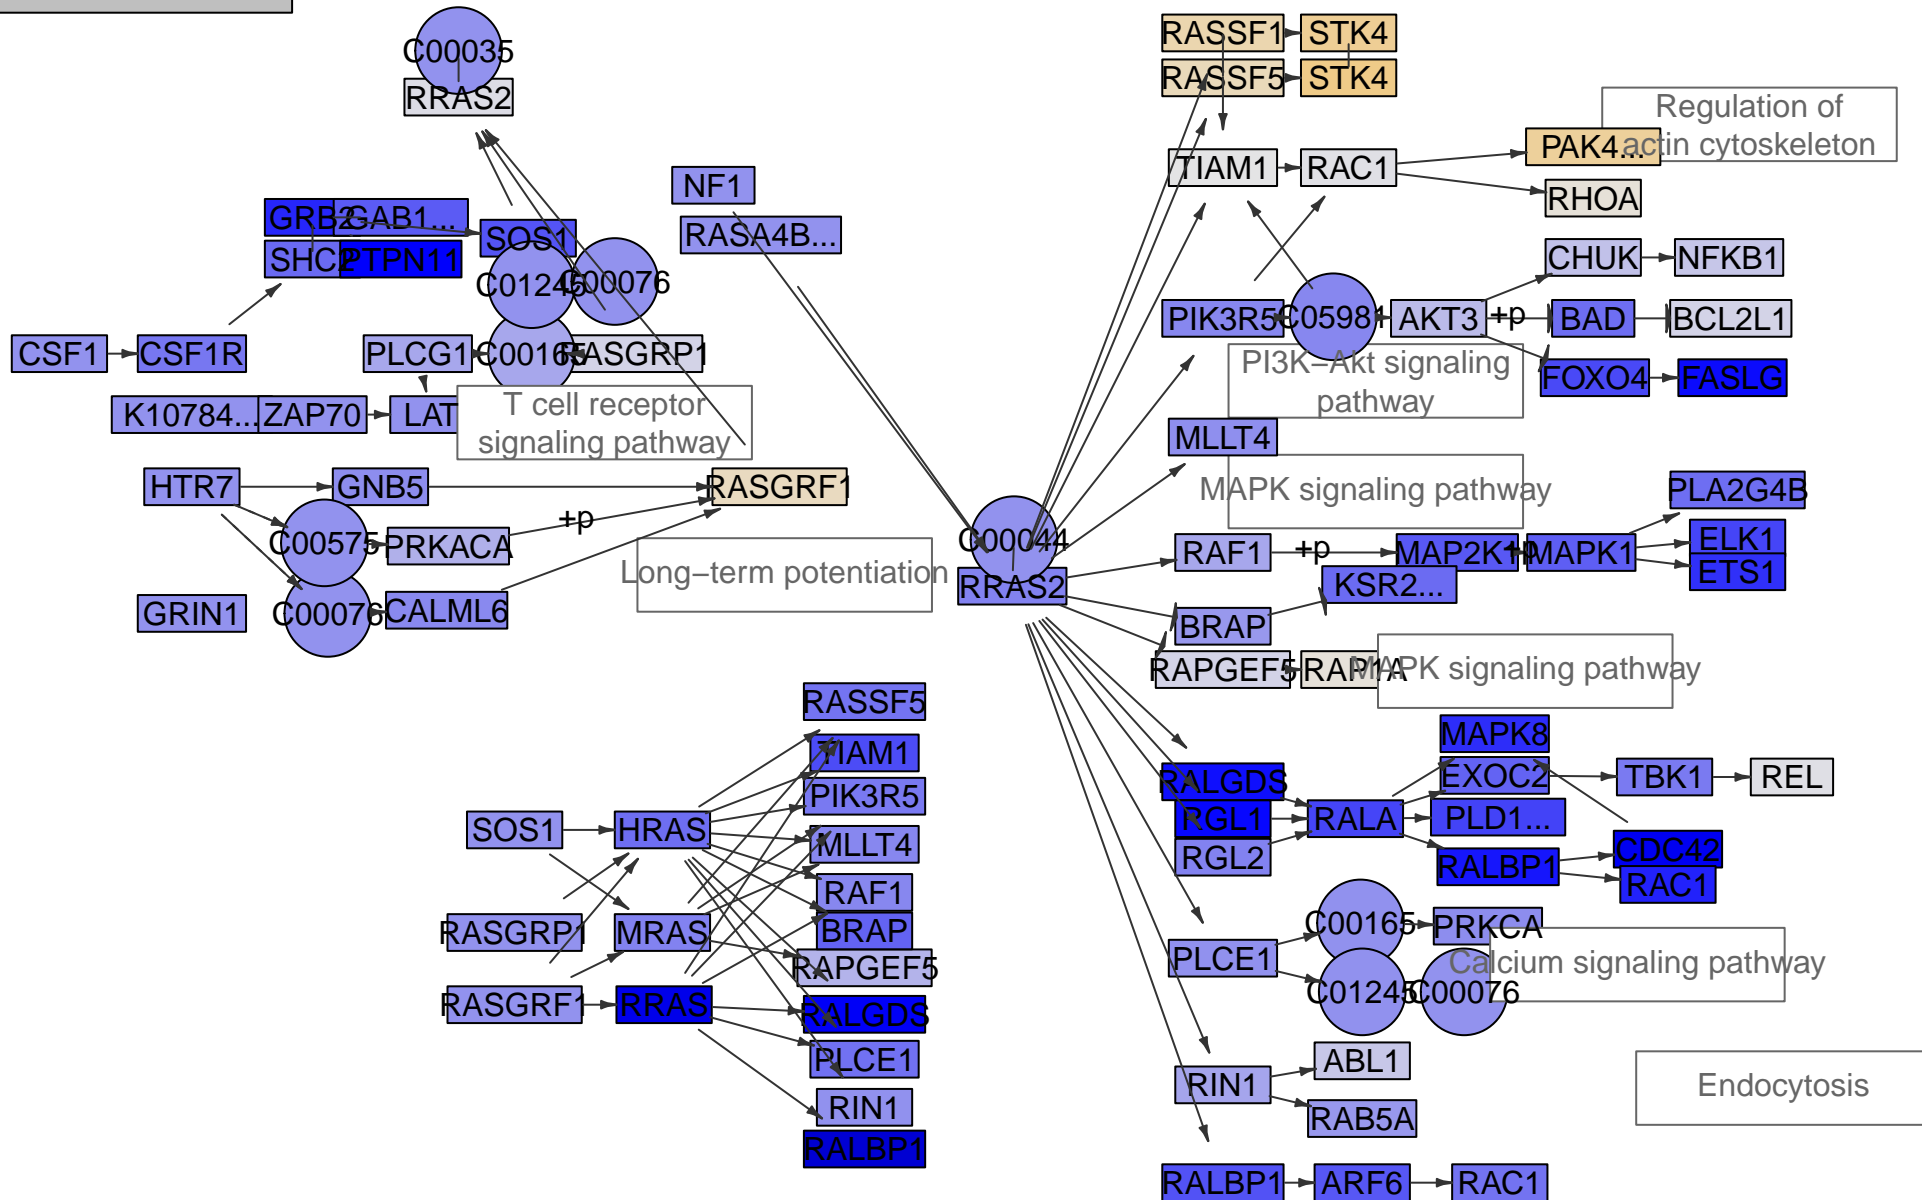 C00035
RRAS2
NF1
RASA4B...
GRB2
GAB1...
SHC2
PTPN11
SOS1
C01245
C00076
CSF1
CSF1R
PLCG1
C00165
RASGRP1
K10784...
ZAP70
LAT
T cell receptor
signaling pathway
HTR7
GNB5
RASGRF1
C00575
PRKACA
+p
GRIN1
C00076
CALML6
Long−term potentiation
C00044
RRAS2
RASSF1
STK4
RASSF5
STK4
Regulation of
actin cytoskeleton
PAK4...
TIAM1
RAC1
RHOA
CHUK
NFKB1
PIK3R5
C05981
AKT3
+p
BAD
BCL2L1
PI3K−Akt signaling
pathway
FOXO4
FASLG
MLLT4
MAPK signaling pathway
PLA2G4B
RAF1
+p
MAP2K1
+p
MAPK1
ELK1
ETS1
KSR2...
BRAP
RAPGEF5
RAP1A
MAPK signaling pathway
RASSF5
TIAM1
PIK3R5
SOS1
HRAS
MLLT4
RAF1
RASGRP1
MRAS
BRAP
RAPGEF5
RASGRF1
RRAS
RALGDS
PLCE1
RIN1
RALBP1
MAPK8
RALGDS
EXOC2
TBK1
REL
RGL1
RALA
PLD1...
RGL2
RALBP1
CDC42
RAC1
C00165
PRKCA
PLCE1
Calcium signaling pathway
C01245
C00076
ABL1
RIN1
RAB5A
Endocytosis
RALBP1
ARF6
RAC1